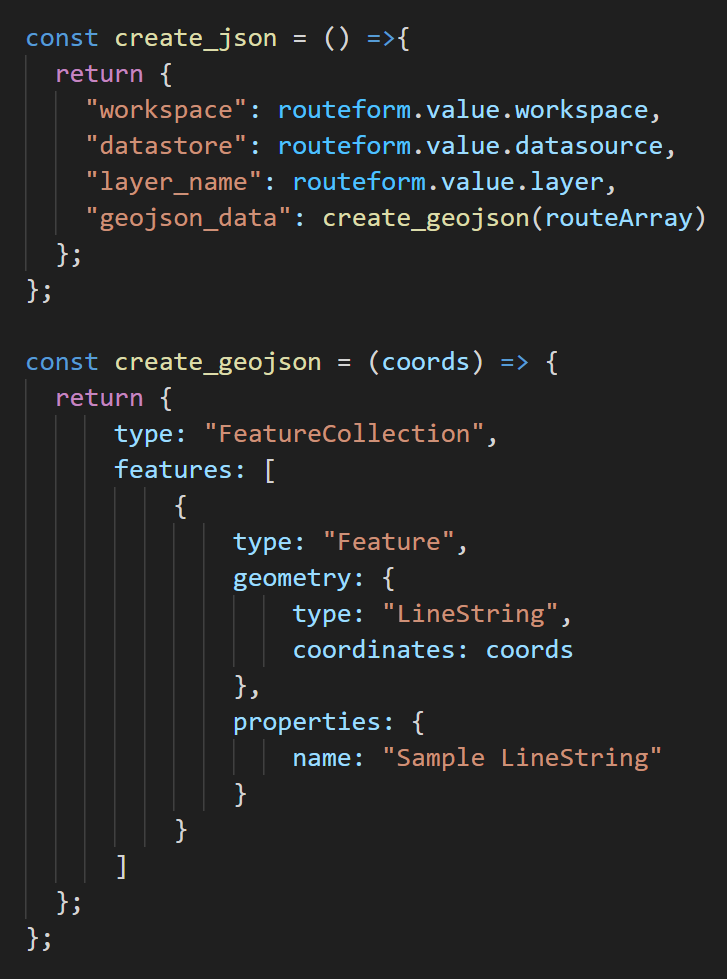 const create_json = () =>{
  return {
    "workspace": routeform.value.workspace,
    "datastore": routeform.value.datasource,
    "layer_name": routeform.value.layer,
    "geojson_data": create_geojson(routeArray)
  };
};

const create_geojson = (coords) => {
  return {
      type: "FeatureCollection",
      features: [
          {
              type: "Feature",
              geometry: {
                  type: "LineString",
                  coordinates: coords
              },
              properties: {
                  name: "Sample LineString"
              }
          }
      ]
  };
};